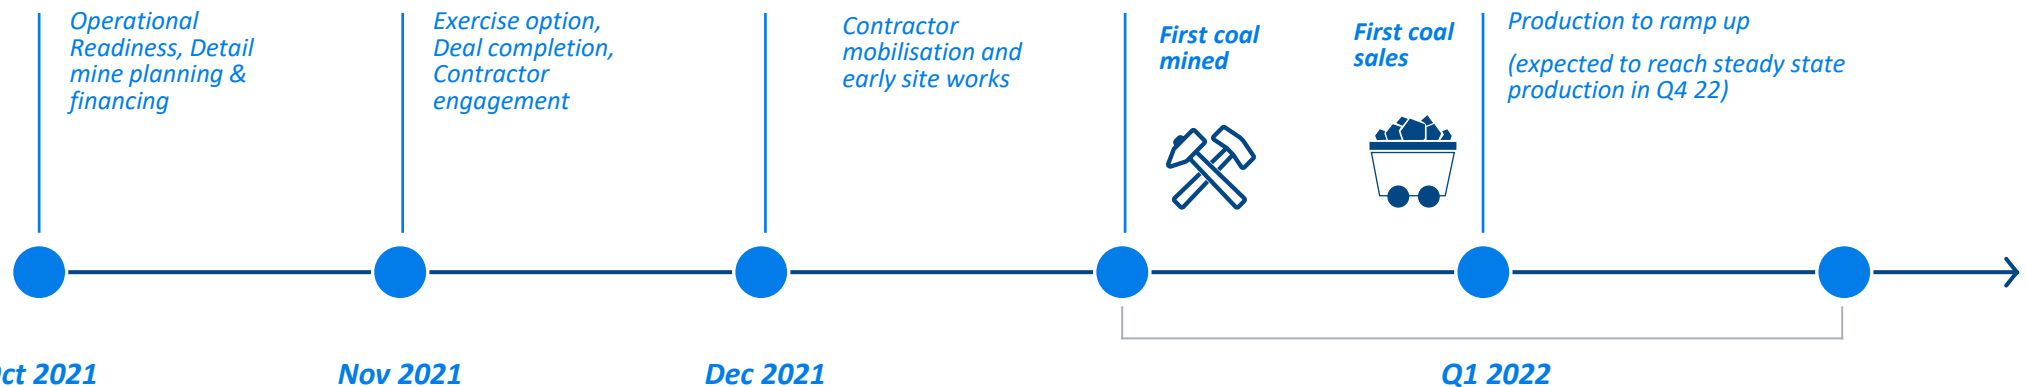 Operational
Readiness, Detail
mine planning &
financing
Exercise option,
Deal completion,
Contractor
engagement
Contractor
mobilisation and
early site works
First coal
mined
First coal
sales
Production to ramp up
(expected to reach steady state
production in Q4 22)
ct 2021
Nov 2021
Dec 2021
Q1 2022